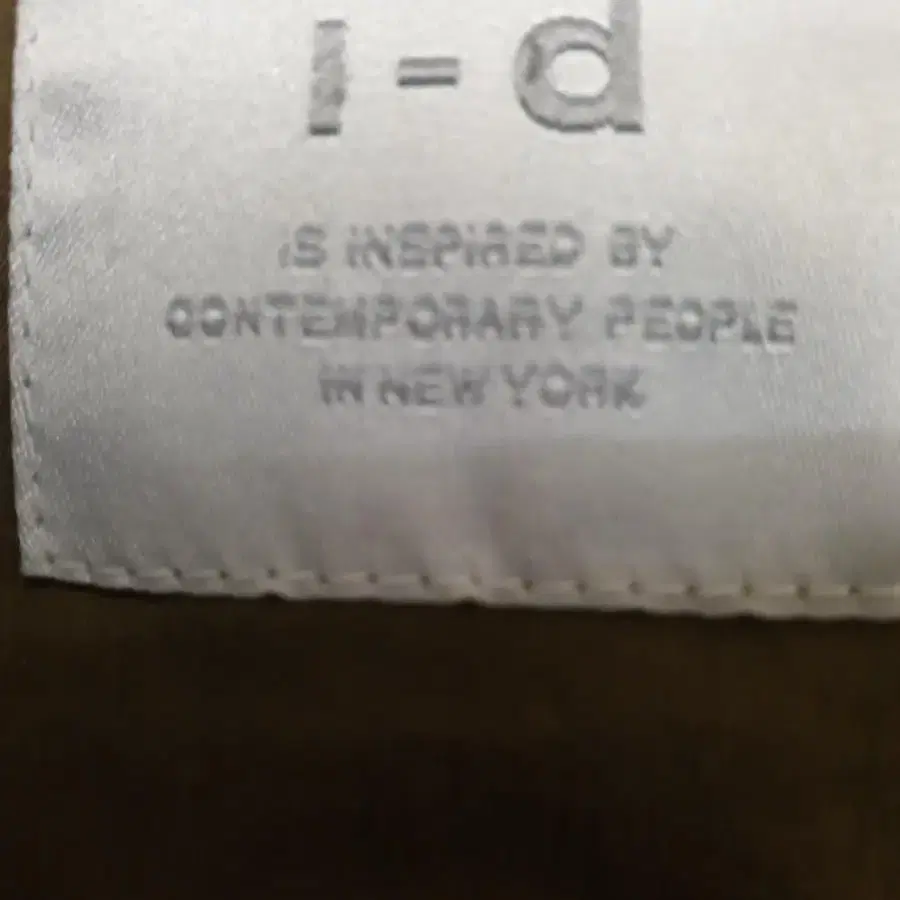 i=d
iS iNSPIRED BY
CONTEMPORARY PEOPLE
IN NEW YORK